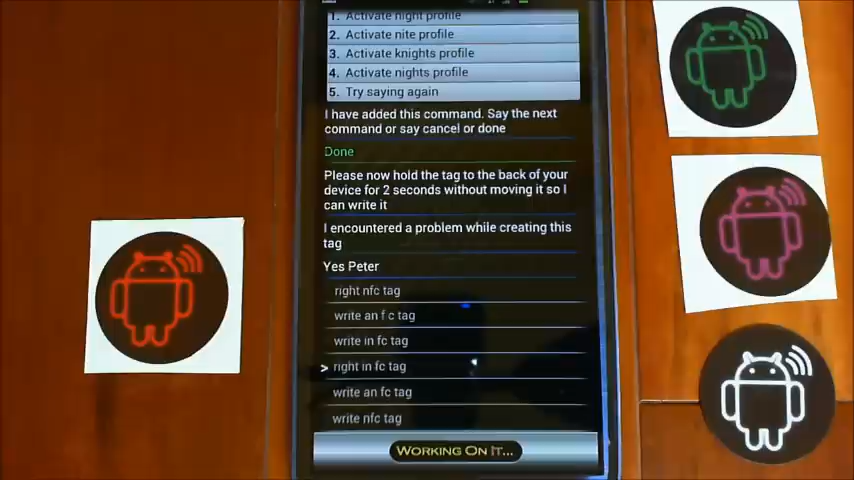 1. Activate night profile
2. Activate nite profile
3. Activate knights profile
4. Activate nights profile
5. Try saying again
I have added this command. Say the next
command or say cancel or done
Done
Please now hold the tag to the back of your
device for 2 seconds without moving it so I
can write it
I encountered a problem while creating this
tag
Yes Peter
right nfc tag
write an f c tag
write in fc tag
> right in fc tag
write an fc tag
write nfc tag
WORKING ON IT...